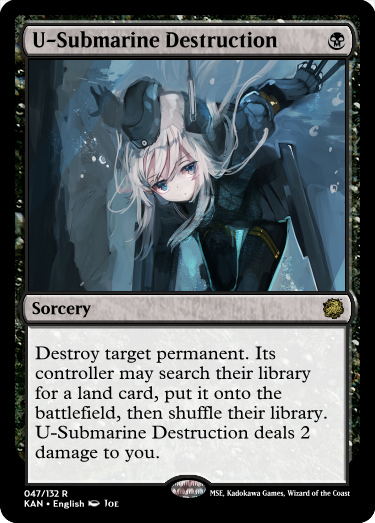 U-Submarine Destruction
Sorcery
Destroy target permanent. Its
controller may search their library
for a land card, put it onto the
battlefield, then shuffle their library.
U-Submarine Destruction deals 2
damage to you.
047/132 R
KAN • English JOE
MSE, Kadokawa Games, Wizard of the Coast